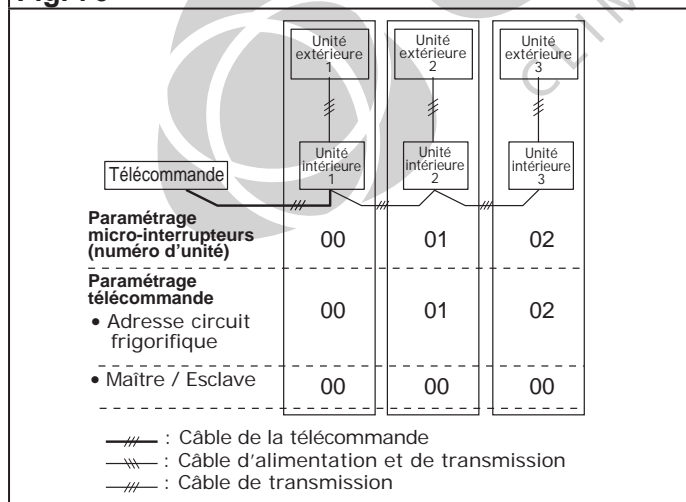 Unité extérieure 1
Unité extérieure 2
Unité extérieure 3
Télécommande
Unité intérieure 1
Unité intérieure 2
Unité intérieure 3
Paramétrage
micro-interrupteurs
(numéro d'unité)
00 01 02
Paramétrage
télécommande
• Adresse circuit
frigorifique
00 01 02
• Maître / Esclave 00 00 00
: Câble de la télécommande
: Câble d'alimentation et de transmission
: Câble de transmission
CLIM